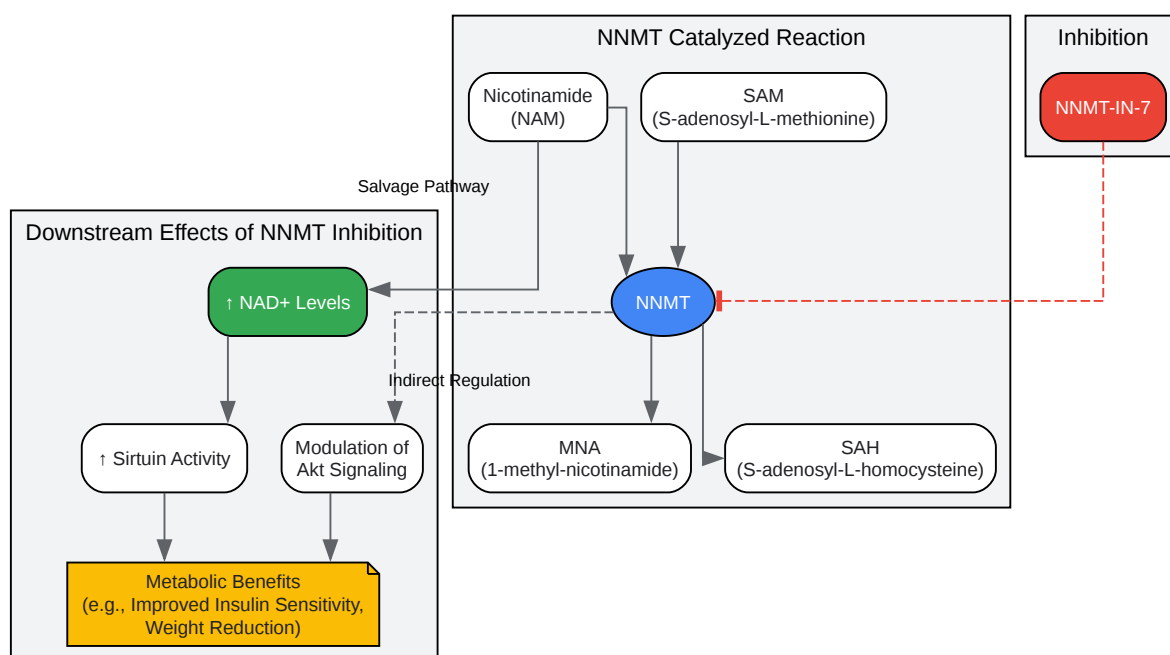 NNMT Catalyzed Reaction
Inhibition
Nicotinamide
(NAM)
SAM
(S-adenosyl-L-methionine)
NNMT-IN-7
Salvage Pathway
Downstream Effects of NNMT Inhibition
↑ NAD+ Levels
NNMT
Indirect Regulation
↑ Sirtuin Activity
Modulation of
Akt Signaling
MNA
(1-methyl-nicotinamide)
SAH
(S-adenosyl-L-homocysteine)
Metabolic Benefits
(e.g., Improved Insulin Sensitivity,
Weight Reduction)